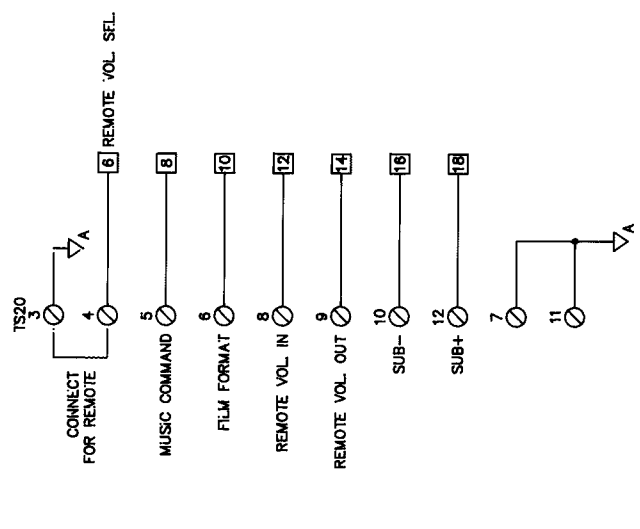 TS20
3
A
CONNECT
FOR REMOTE
4
6 REMOTE VOL. SEL.
MUSIC COMMAND
5
8
FILM FORMAT
6
10
REMOTE VOL. IN
8
12
REMOTE VOL. OUT
9
14
SUB-
10
16
SUB+
12
18
7
11
A